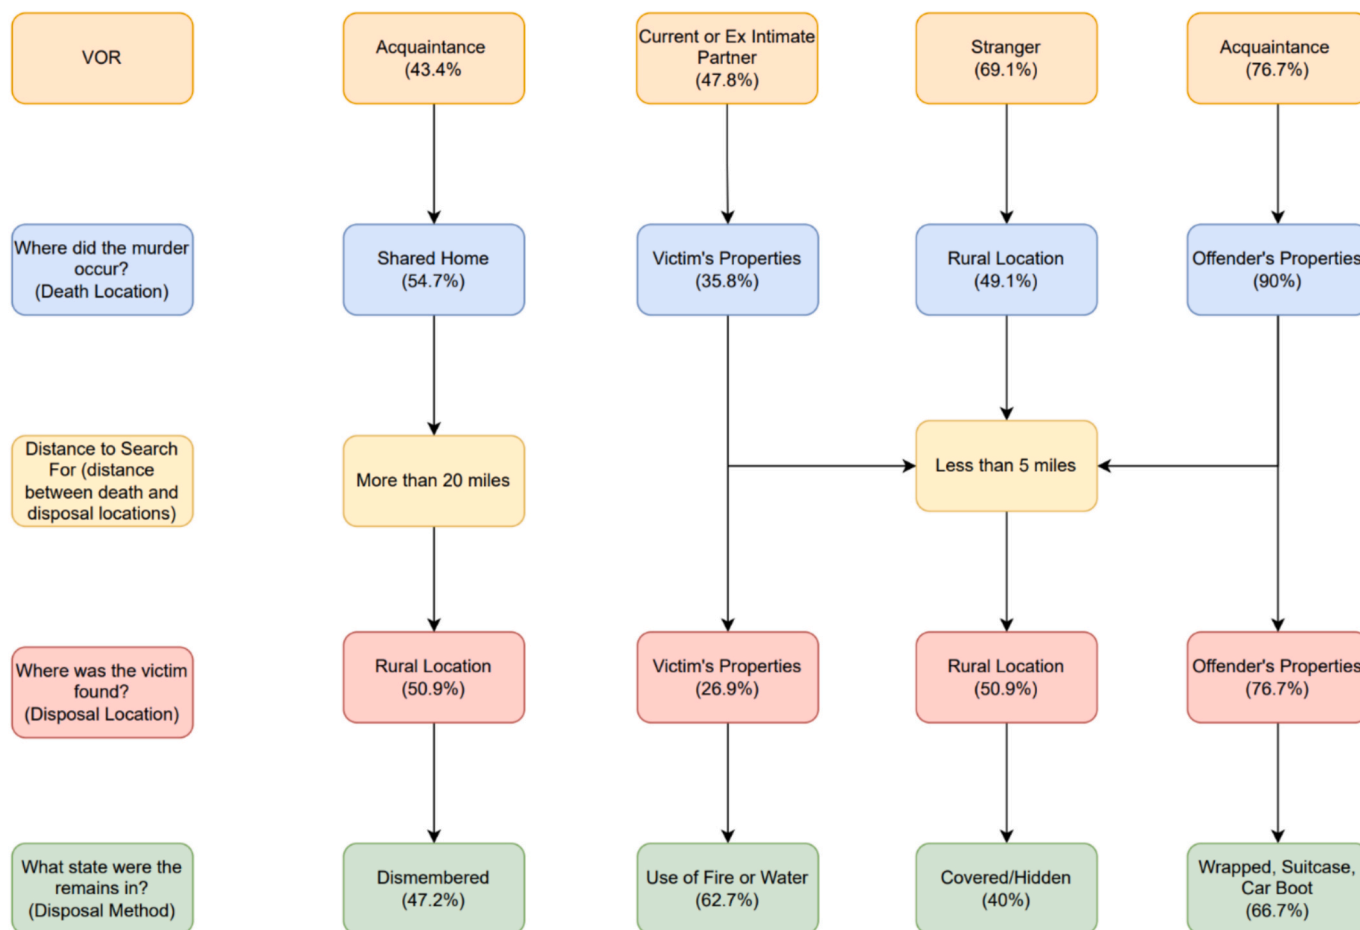 VOR
Acquaintance
(43.4%
Current or Ex Intimate
Partner
(47.8%)
Stranger
(69.1%)
Acquaintance
(76.7%)
Where did the murder
occur?
(Death Location)
Shared Home
(54.7%)
Victim's Properties
(35.8%)
Rural Location
(49.1%)
Offender's Properties
(90%)
Distance to Search
For (distance
between death and
disposal locations)
More than 20 miles
Less than 5 miles
Where was the victim
found?
(Disposal Location)
Rural Location
(50.9%)
Victim's Properties
(26.9%)
Rural Location
(50.9%)
Offender's Properties
(76.7%)
What state were the
remains in?
(Disposal Method)
Dismembered
(47.2%)
Use of Fire or Water
(62.7%)
Covered/Hidden
(40%)
Wrapped, Suitcase,
Car Boot
(66.7%)